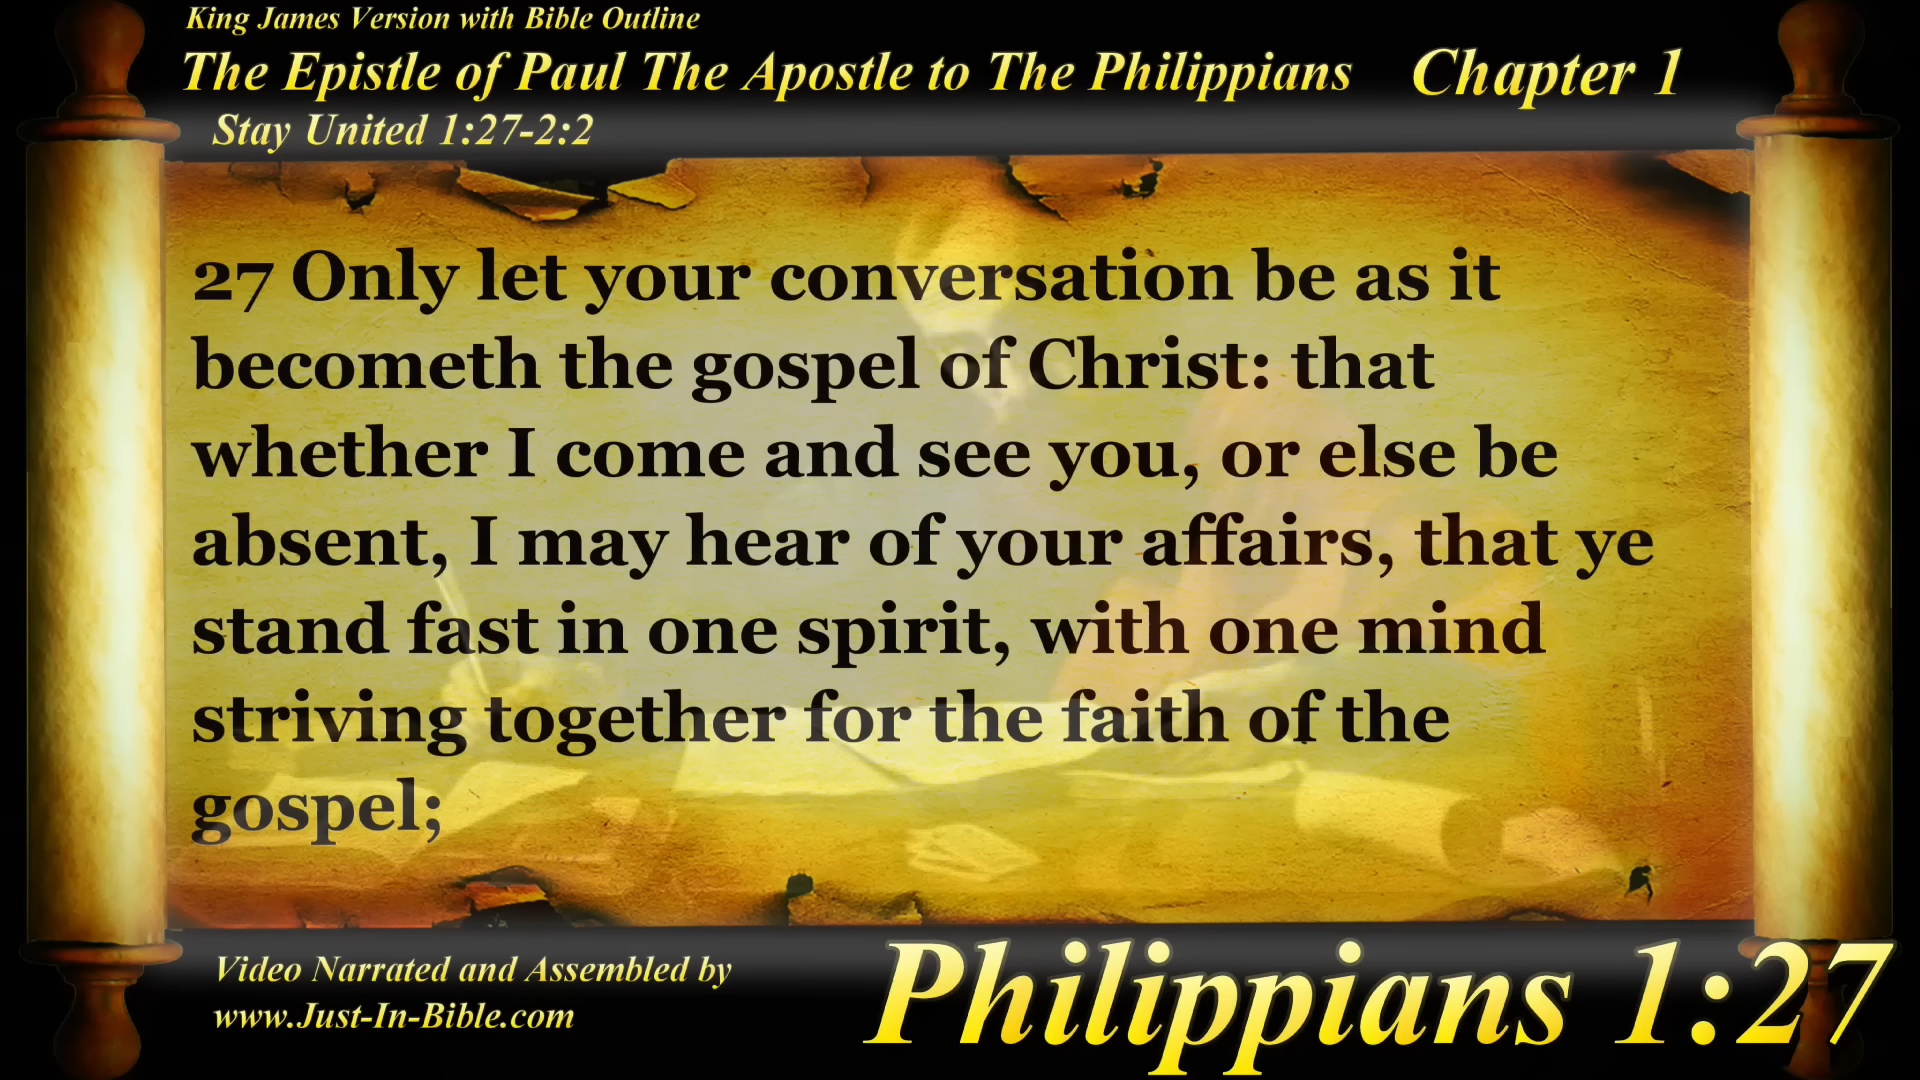 King James Version with Bible Outline
The Epistle of Paul The Apostle to The Philippians Chapter 1
Stay United 1:27-2:2
27 Only let your conversation be as it
becometh the gospel of Christ: that
whether I come and see you, or else be
absent, I may hear of your affairs, that ye
stand fast in one spirit, with one mind
striving together for the faith of the
gospel;
Video Narrated and Assembled by
www.Just-In-Bible.com
Philippians 1:27